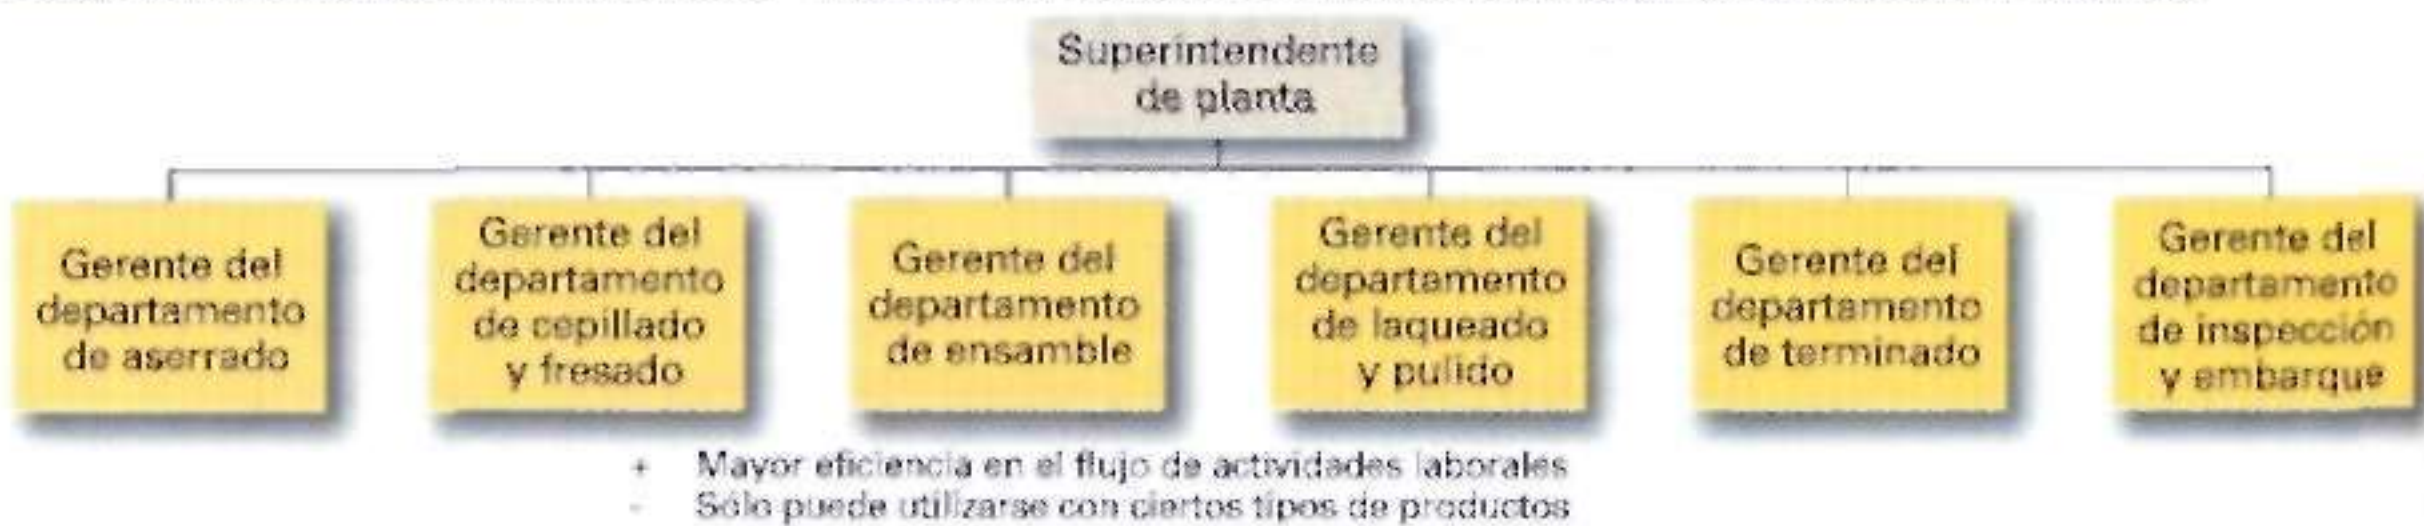 Superintendente
de planta
Gerente del
departamento
de aserrado
Gerente del
departamento
de cepillado
y fresado
Gerente del
departamento
de ensamble
Gerente del
departamento
de laqueado
y pulido
Gerente del
departamento
de terminado
Gerente del
departamento
de inspección
y embarque
+ Mayor eficiencia en el flujo de actividades laborales
- Sólo puede utilizarse con ciertos tipos de productos